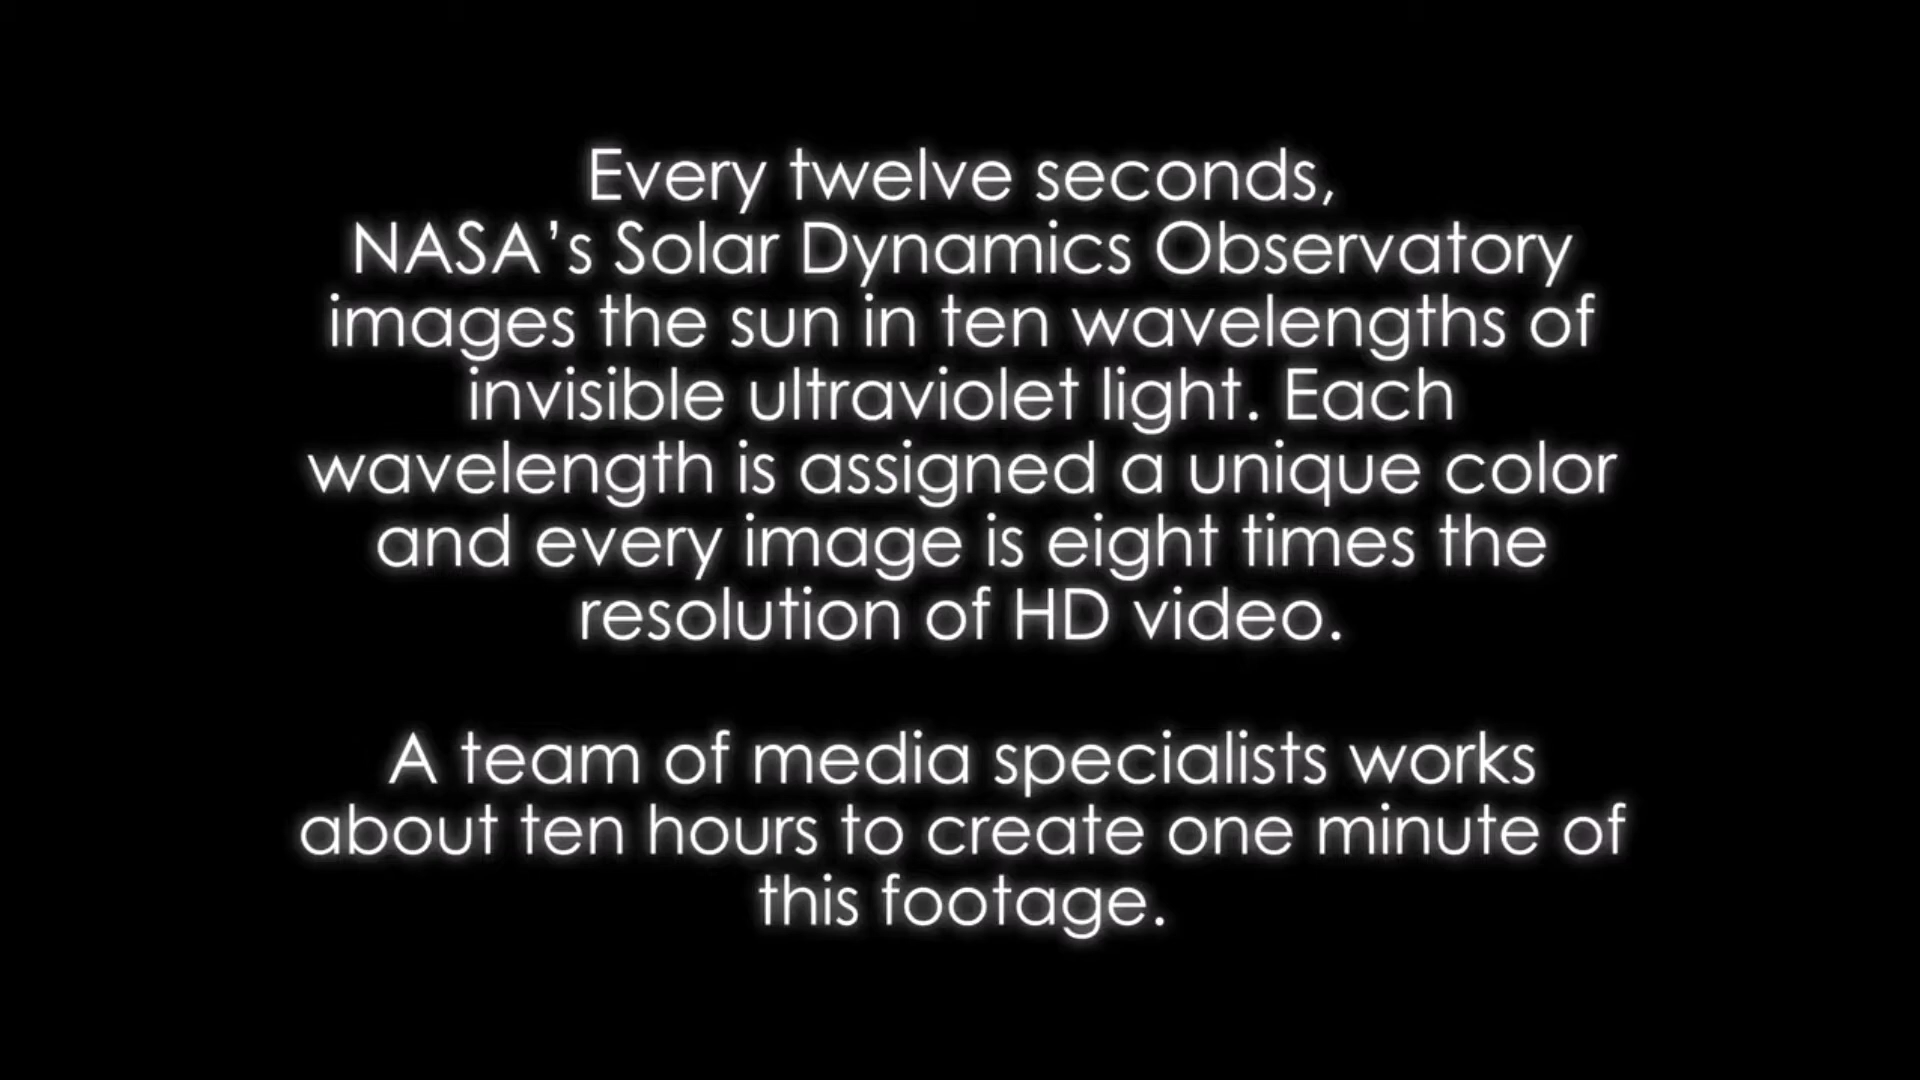 Every twelve seconds,
NASA’s Solar Dynamics Observatory
images the sun in ten wavelengths of
invisible ultraviolet light. Each
wavelength is assigned a unique color
and every image is eight times the
resolution of HD video.
A team of media specialists works
about ten hours to create one minute of
this footage.